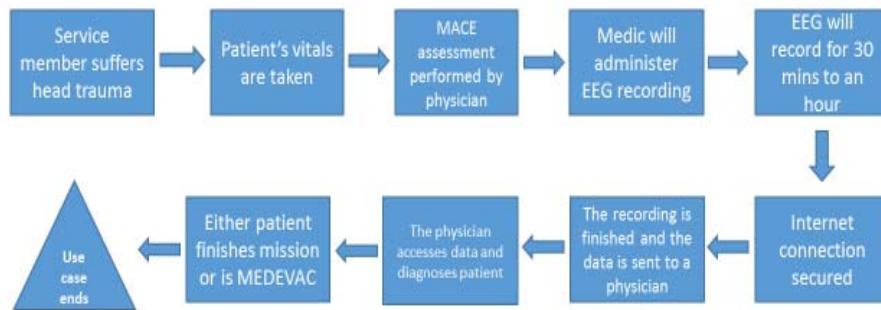 Service
member suffers
head trauma
Patient's vitals
are taken
MACE
assessment
performed by
physician
Medic will
administer
EEG recording
EEG will
record for 30
mins to an
hour
Internet
connection
secured
The recording is
finished and the
data is sent to a
physician
The physician
accesses data and
diagnoses patient
Either patient
finishes mission
or is MEDEVAC
Use
case
ends